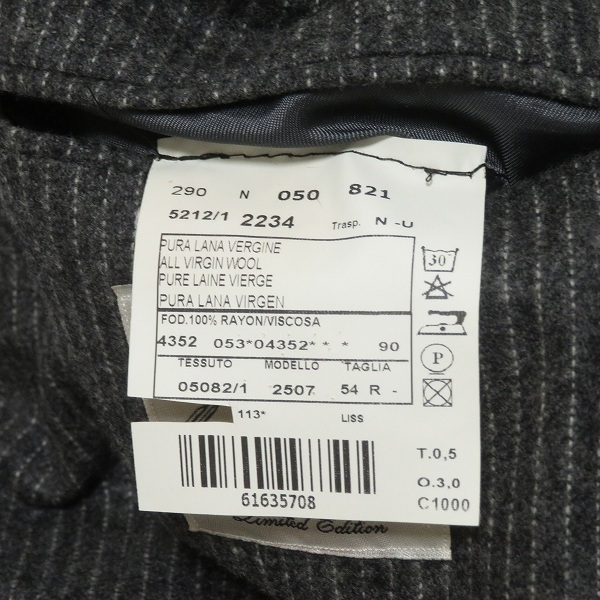 290 N 050 821
5212/1 2234 Trasp. N -U
PURA LANA VERGINE
ALL VIRGIN WOOL
PURE LAINE VIERGE
PURA LANA VIRGEN
30°
FOD.100% RAYON/VISCOSA
4352 053*04352* * * 90
P
TESSUTO MODELLO TAGLIA
05082/1 2507 54 R -
113* LISS
T.0,5
O.3,0
C1000
61635708
Limited Edition